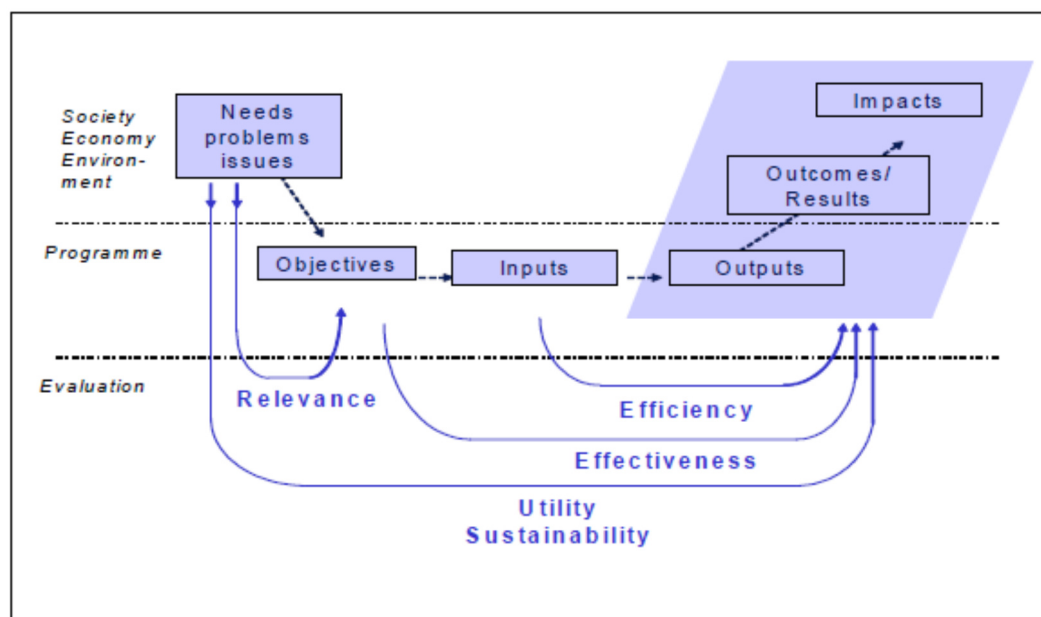 Society
Economy
Environ-
ment
Needs
problems
issues
Impacts
Outcomes/
Results
Programme
Objectives
Inputs
Outputs
Evaluation
Relevance
Efficiency
Effectiveness
Utility
Sustainability